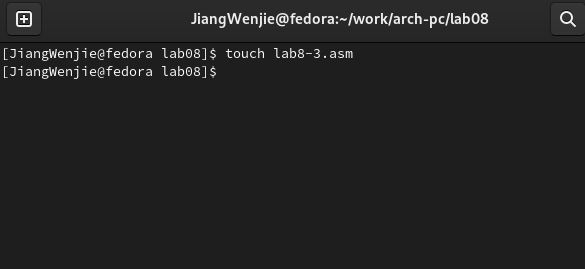 JiangWenjie@fedora:~/work/arch-pc/lab08
[JiangWenjie@fedora lab08]$ touch lab8-3.asm
[JiangWenjie@fedora lab08]$